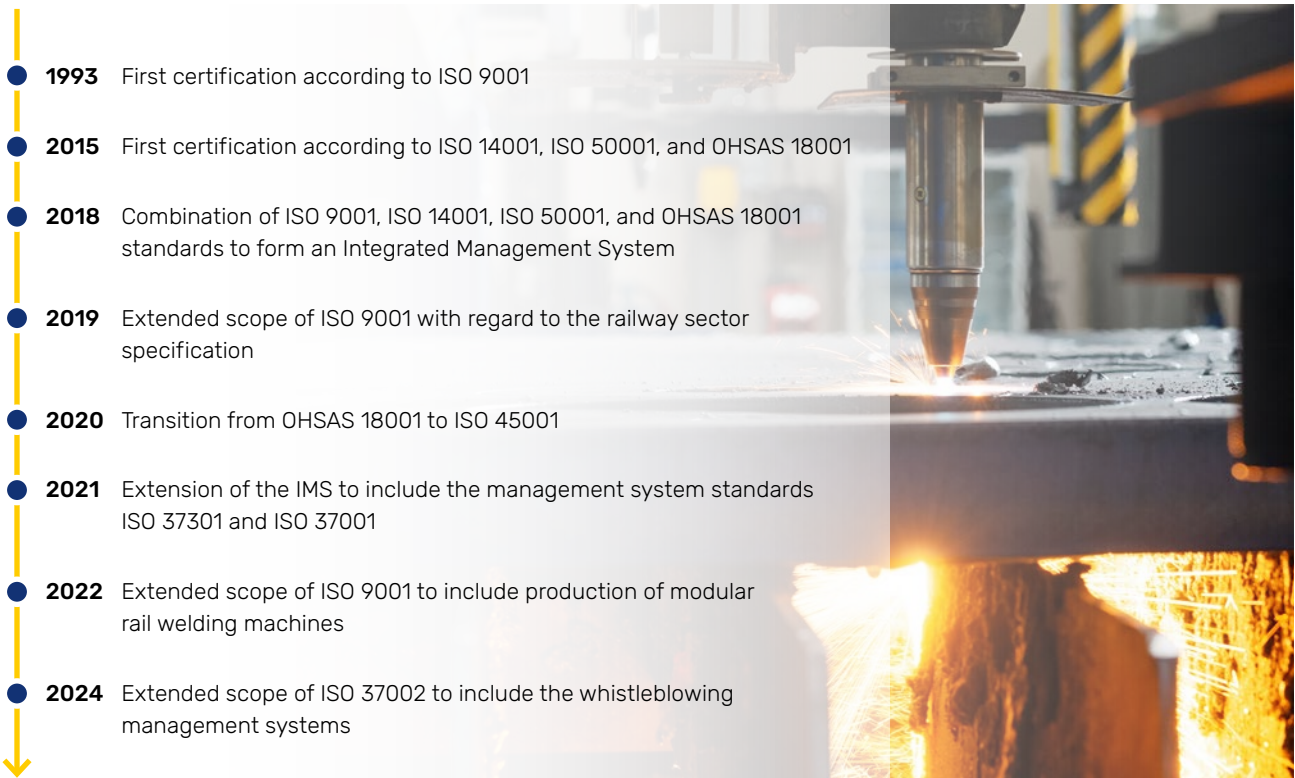 1993 First certification according to ISO 9001
2015 First certification according to ISO 14001, ISO 50001, and OHSAS 18001
2018 Combination of ISO 9001, ISO 14001, ISO 50001, and OHSAS 18001
standards to form an Integrated Management System
2019 Extended scope of ISO 9001 with regard to the railway sector
specification
2020 Transition from OHSAS 18001 to ISO 45001
2021 Extension of the IMS to include the management system standards
ISO 37301 and ISO 37001
2022 Extended scope of ISO 9001 to include production of modular
rail welding machines
2024 Extended scope of ISO 37002 to include the whistleblowing
management systems